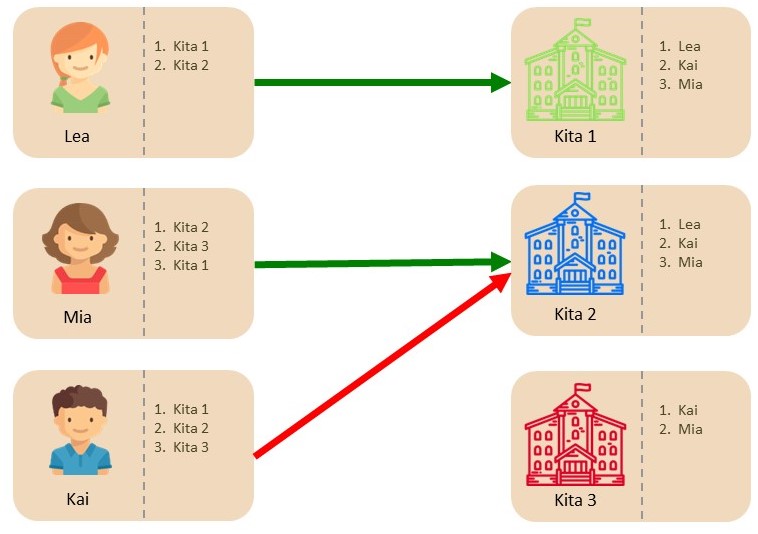 1. Kita 1
2. Kita 2
Lea
1. Lea
2. Kai
3. Mia
Kita 1
1. Kita 2
2. Kita 3
3. Kita 1
Mia
1. Lea
2. Kai
3. Mia
Kita 2
1. Kita 1
2. Kita 2
3. Kita 3
Kai
1. Kai
2. Mia
Kita 3